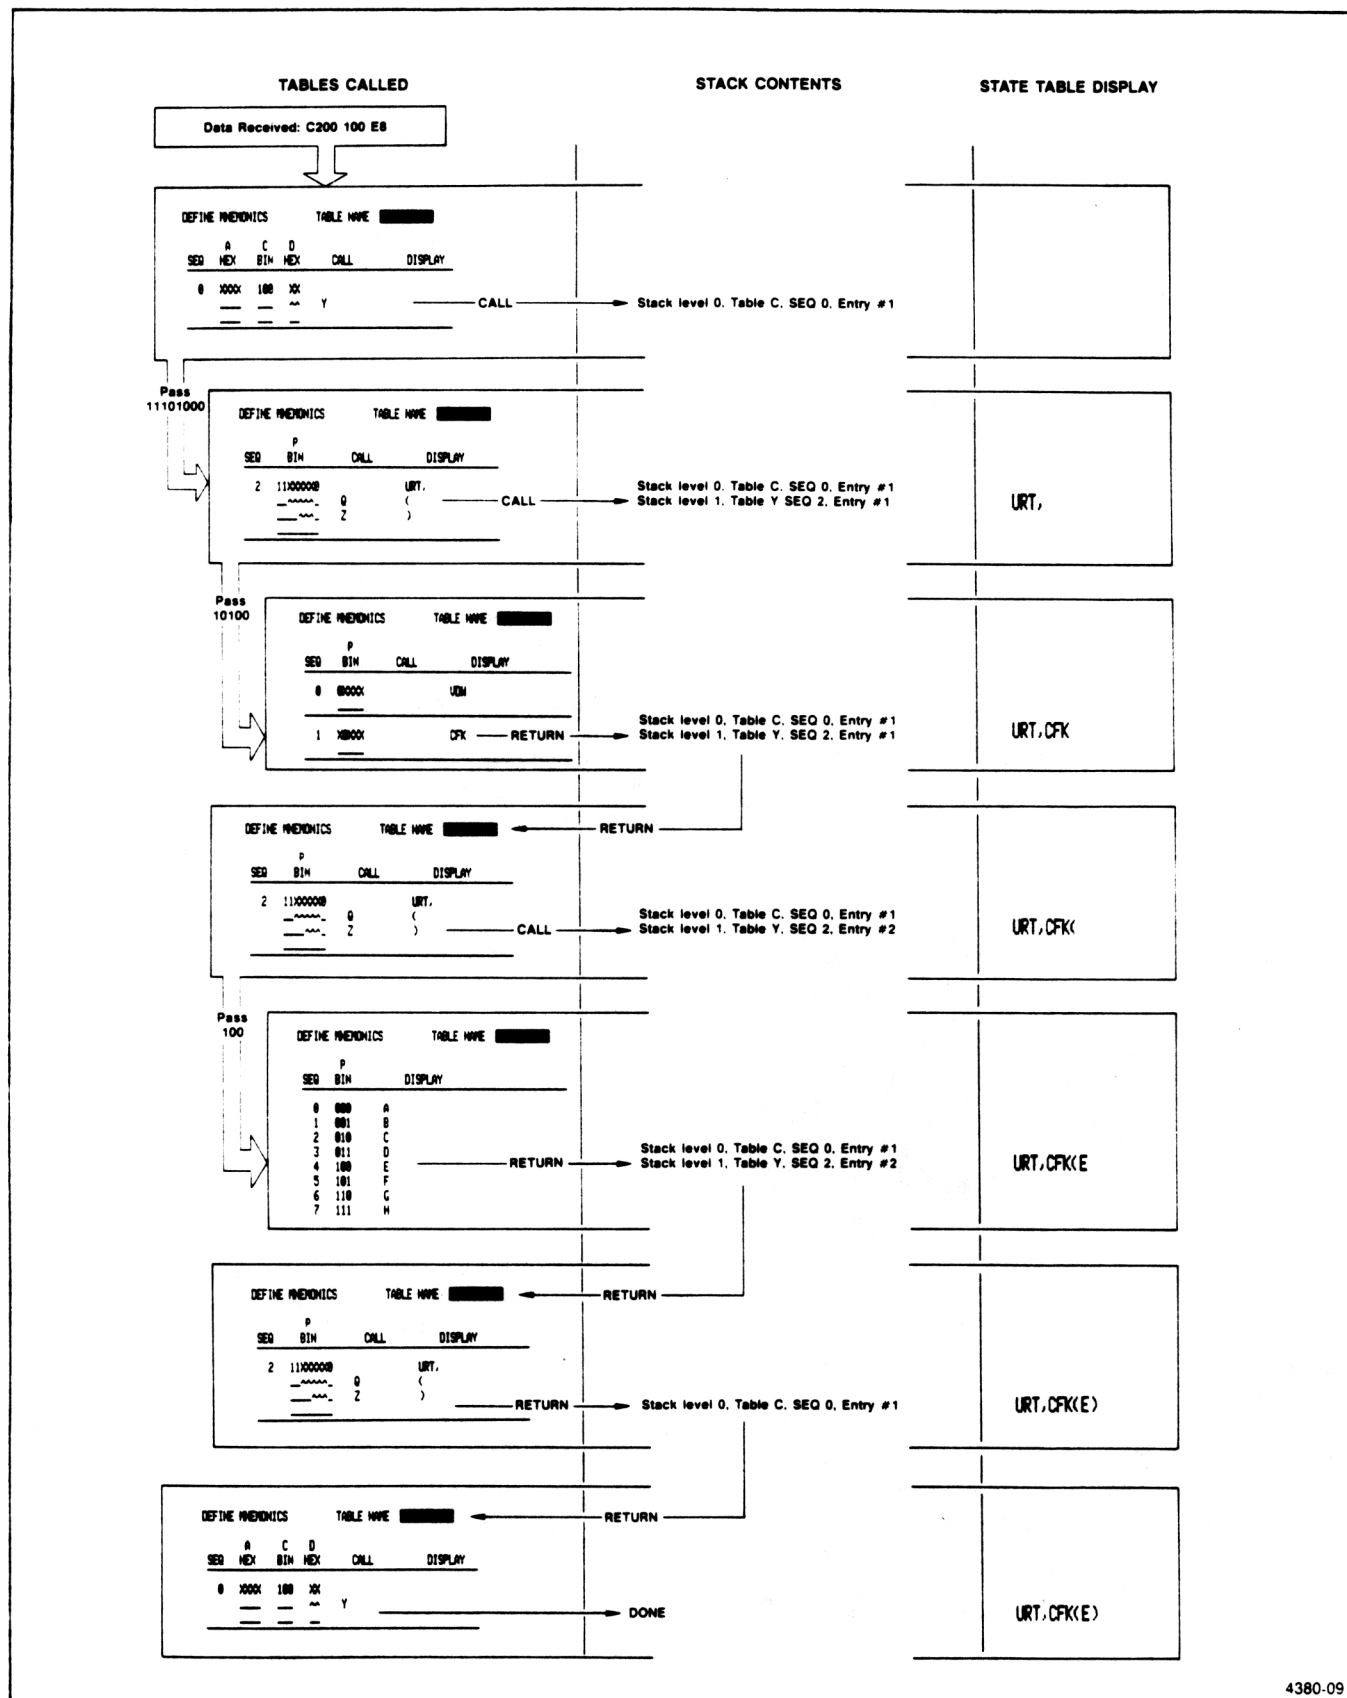 TABLES CALLED STACK CONTENTS STATE TABLE DISPLAY
Data Received: C200 100 E8
DEFINE MNEMONICS TABLE NAME
A C D
SEQ HEX BIN HEX CALL DISPLAY
0 XXXX 100 XX
Y CALL Stack level 0, Table C, SEQ 0, Entry #1
Pass
11101000
DEFINE MNEMONICS TABLE NAME
P
SEQ BIN CALL DISPLAY
2 11XXXXX0 URT,
Q ( CALL
Z )
Stack level 0, Table C, SEQ 0, Entry #1
Stack level 1, Table Y SEQ 2, Entry #1
URT,
Pass
10100
DEFINE MNEMONICS TABLE NAME
P
SEQ BIN CALL DISPLAY
0 0XXXX VDM
1 X0XXX CFK RETURN
Stack level 0, Table C, SEQ 0, Entry #1
Stack level 1, Table Y, SEQ 2, Entry #1
URT,CFK
DEFINE MNEMONICS TABLE NAME RETURN
P
SEQ BIN CALL DISPLAY
2 11XXXXX0 URT,
Q (
Z ) CALL
Stack level 0, Table C, SEQ 0, Entry #1
Stack level 1, Table Y, SEQ 2, Entry #2
URT,CFK(
Pass
100
DEFINE MNEMONICS TABLE NAME
P
SEQ BIN DISPLAY
0 000 A
1 001 B
2 010 C
3 011 D
4 100 E RETURN
5 101 F
6 110 G
7 111 H
Stack level 0, Table C, SEQ 0, Entry #1
Stack level 1, Table Y, SEQ 2, Entry #2
URT,CFK(E
DEFINE MNEMONICS TABLE NAME RETURN
P
SEQ BIN CALL DISPLAY
2 11XXXXX0 URT,
Q (
Z )
RETURN Stack level 0, Table C, SEQ 0, Entry #1 URT,CFK(E)
DEFINE MNEMONICS TABLE NAME RETURN
A C D
SEQ HEX BIN HEX CALL DISPLAY
0 XXXX 100 XX
Y DONE URT,CFK(E)
4380-09